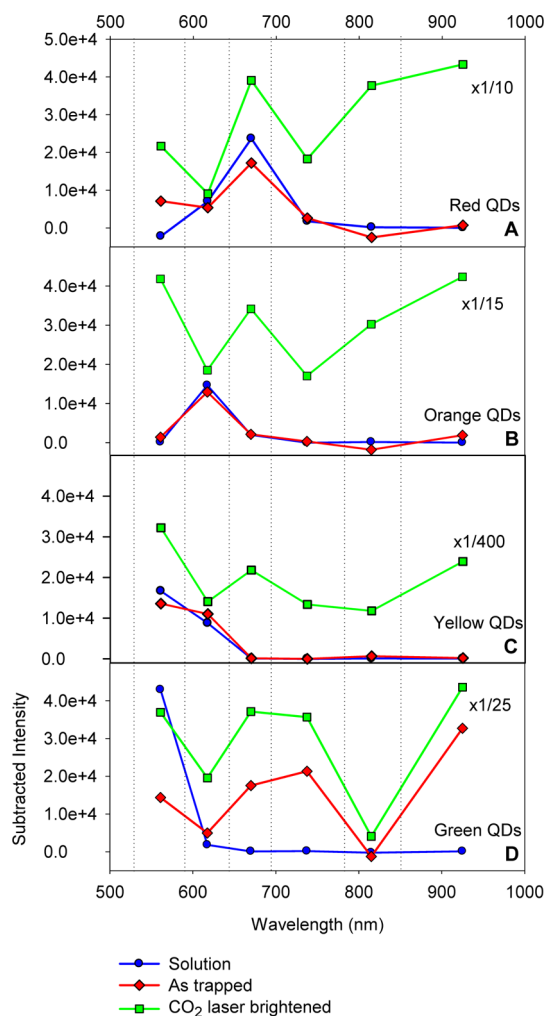 500 600 700 800 900 1000
5.0e+4
4.0e+4
x1/10
3.0e+4
2.0e+4
1.0e+4
Red QDs
0.0
A
4.0e+4
x1/15
3.0e+4
2.0e+4
1.0e+4
Orange QDs
0.0
B
4.0e+4
x1/400
3.0e+4
2.0e+4
1.0e+4
Yellow QDs
0.0
C
4.0e+4
x1/25
3.0e+4
2.0e+4
1.0e+4
Green QDs
0.0
D
Subtracted Intensity
500 600 700 800 900 1000
Wavelength (nm)
Solution
As trapped
CO₂ laser brightened